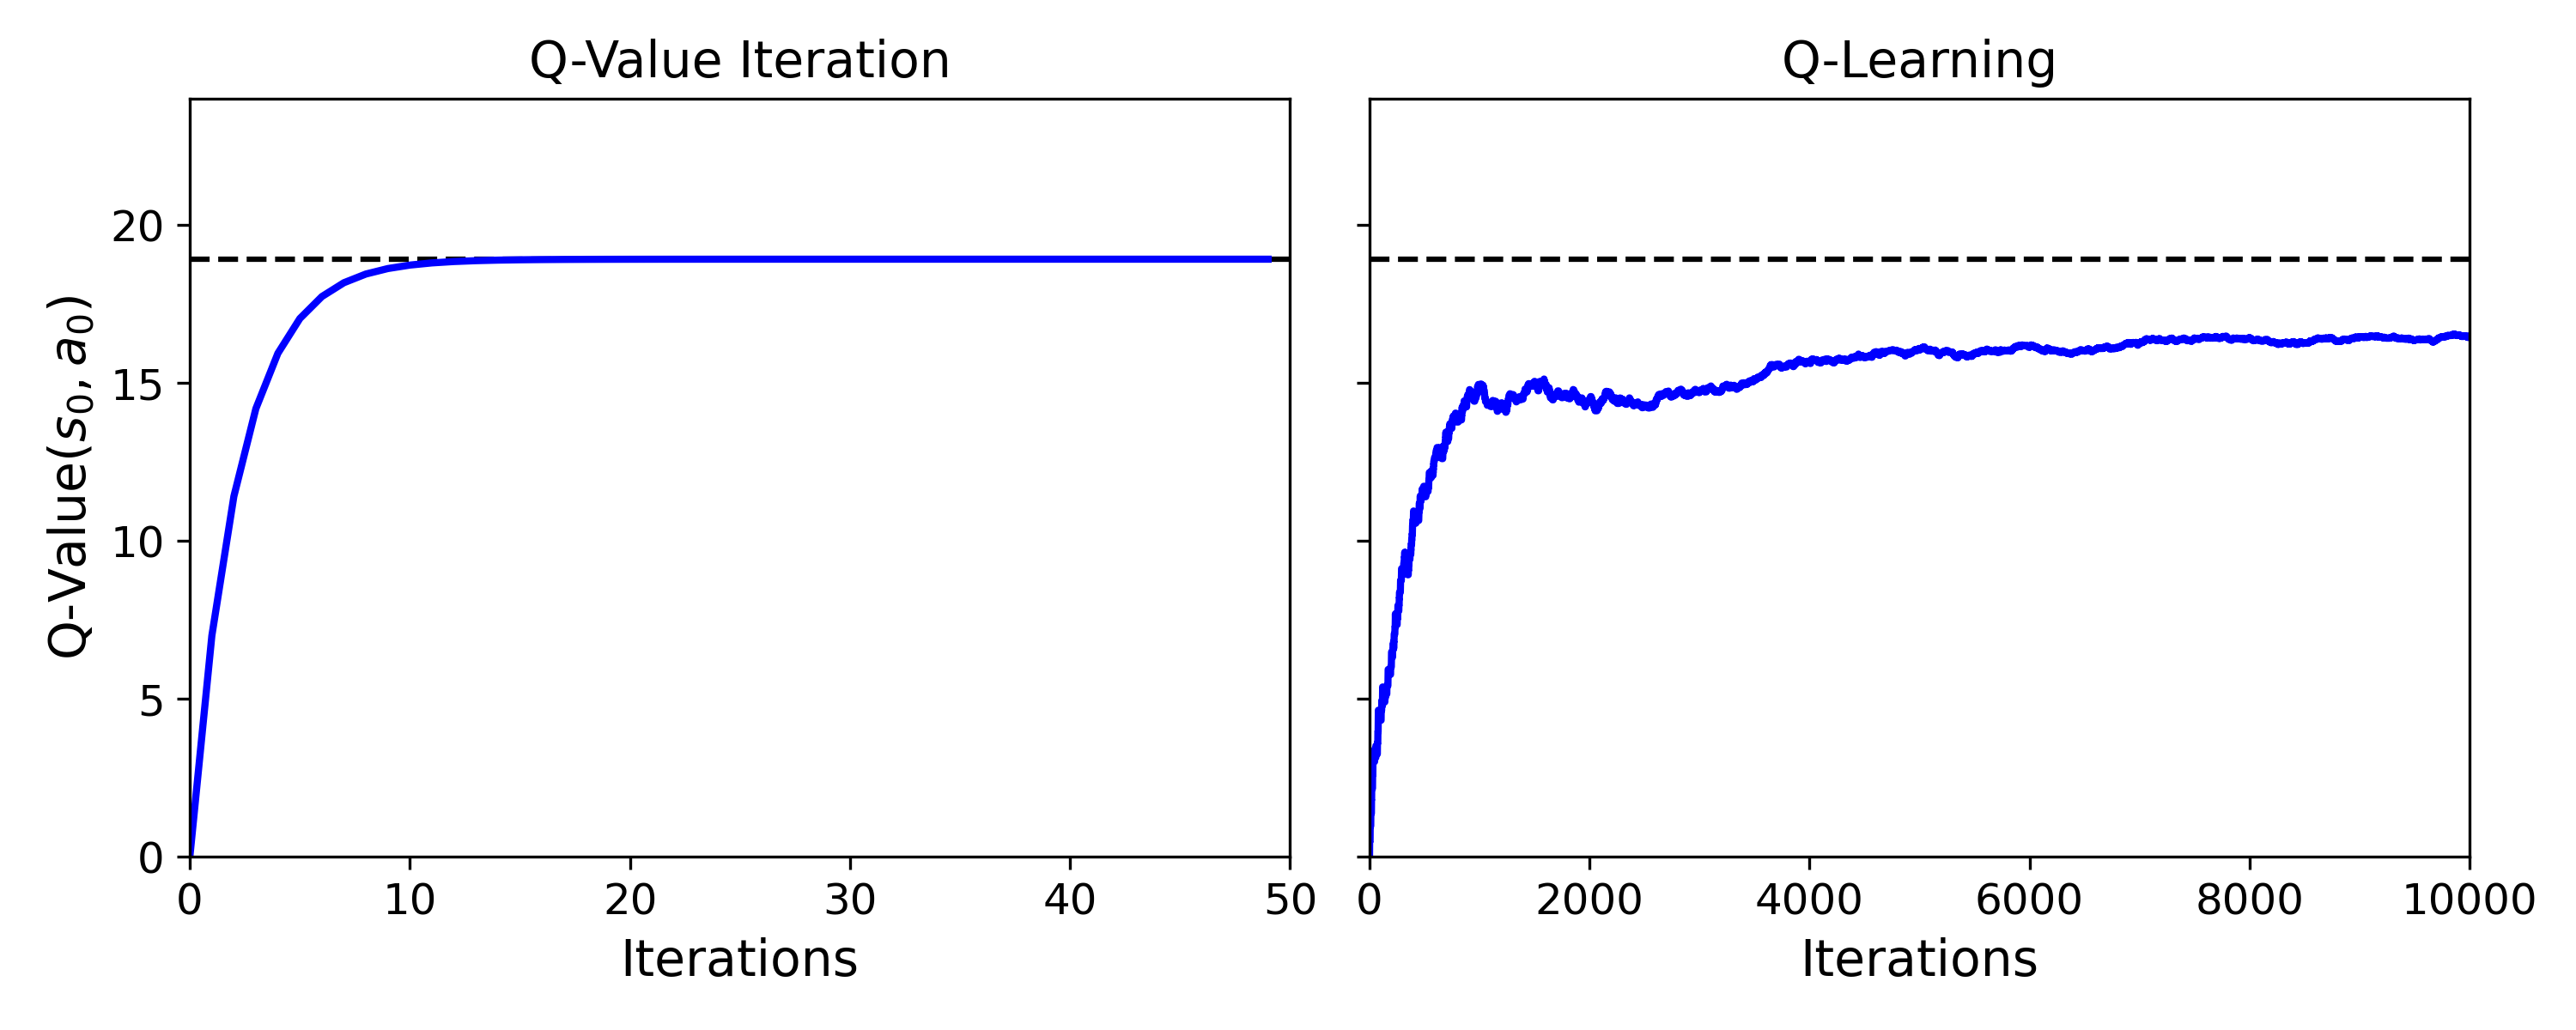 Q-Value Iteration
Q-Value(s₀, a₀)
20
15
10
5
0
0 10 20 30 40 50
Iterations
Q-Learning
0 2000 4000 6000 8000 10000
Iterations